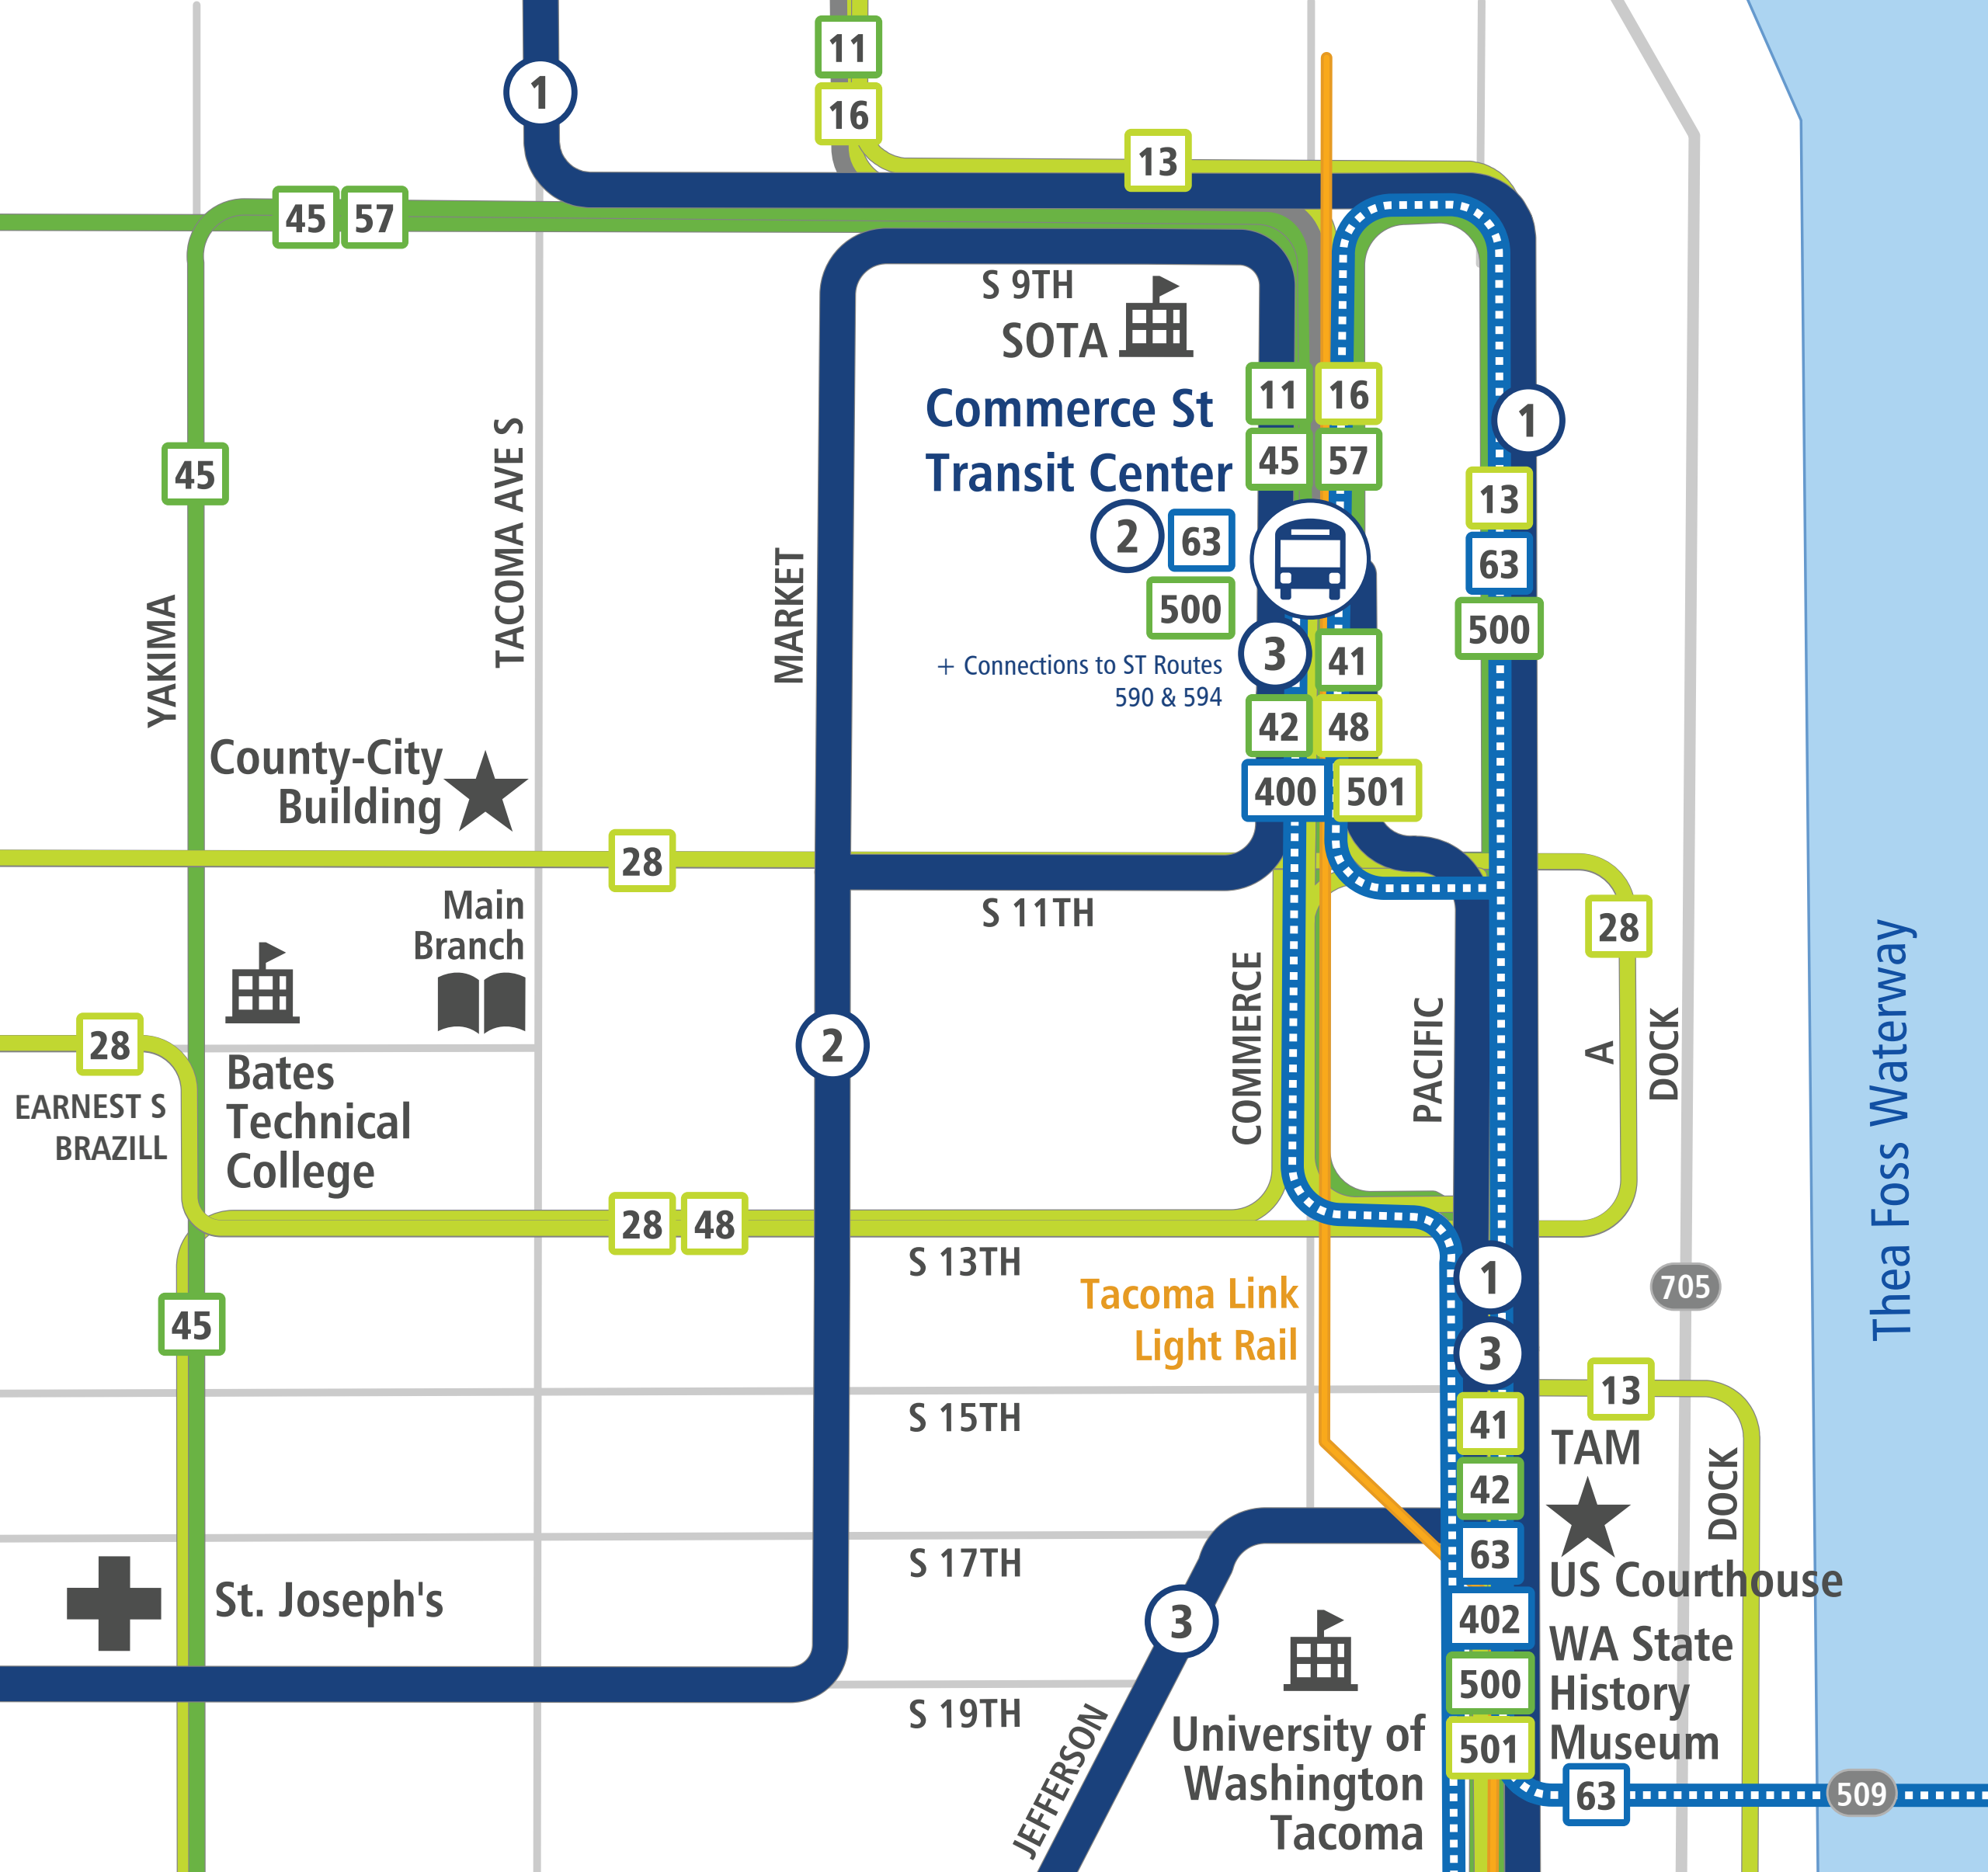 11
1
16
13
45 57
S 9TH
SOTA
11 16
Commerce St
Transit Center
45 57
1
45
13
2 63
63
500
500
+ Connections to ST Routes
590 & 594
3 41
42 48
400 501
YAKIMA
TACOMA AVE S
MARKET
County-City
Building
28
S 11TH
Main
Branch
28
28
2
COMMERCE
PACIFIC
A
DOCK
Thea Foss Waterway
EARNEST S
BRAZILL
Bates
Technical
College
28 48
S 13TH
45
Tacoma Link
Light Rail
1
705
3
13
S 15TH
41
TAM
42
DOCK
S 17TH
63
US Courthouse
St. Joseph's
3
402
WA State
History
Museum
500
S 19TH
501
JEFFERSON
University of
Washington
Tacoma
63
509